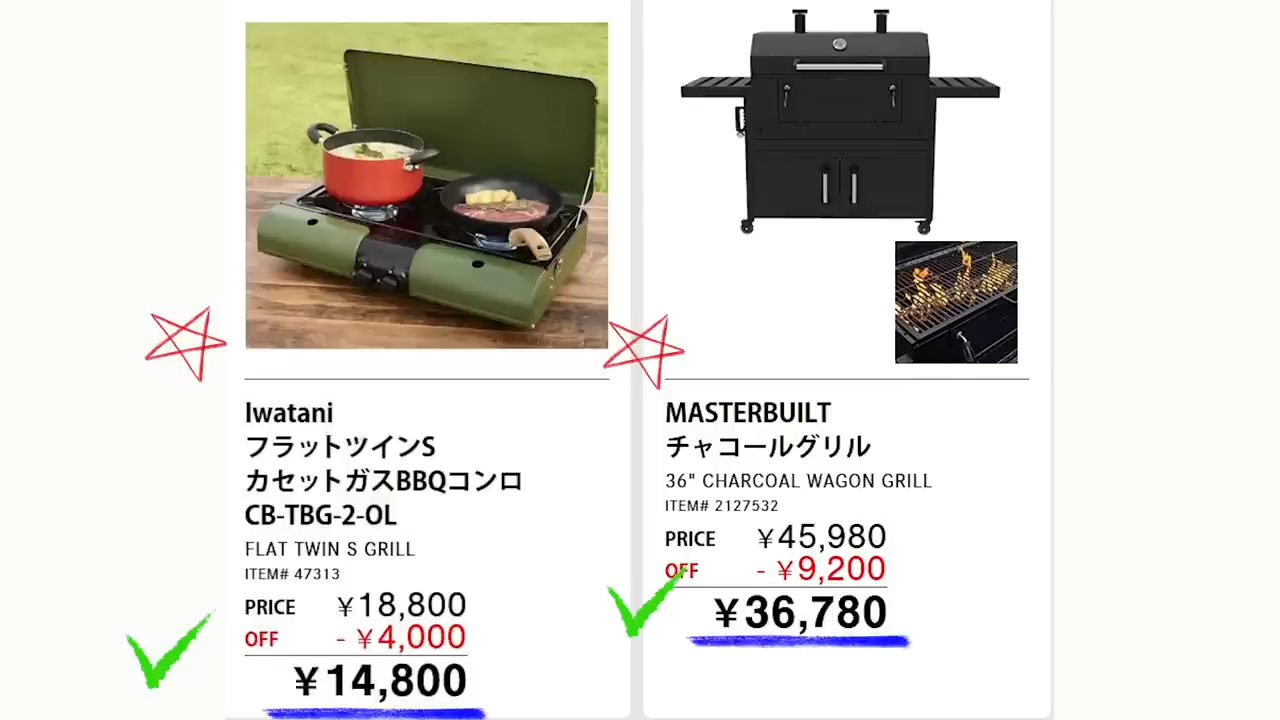 Iwatani
フラットツインS
カセットガスBBQコンロ
CB-TBG-2-OL
FLAT TWIN S GRILL
ITEM# 47313
PRICE ¥18,800
OFF - ¥4,000
¥14,800
MASTERBUILT
チャコールグリル
36" CHARCOAL WAGON GRILL
ITEM# 2127532
PRICE ¥45,980
OFF - ¥9,200
¥36,780